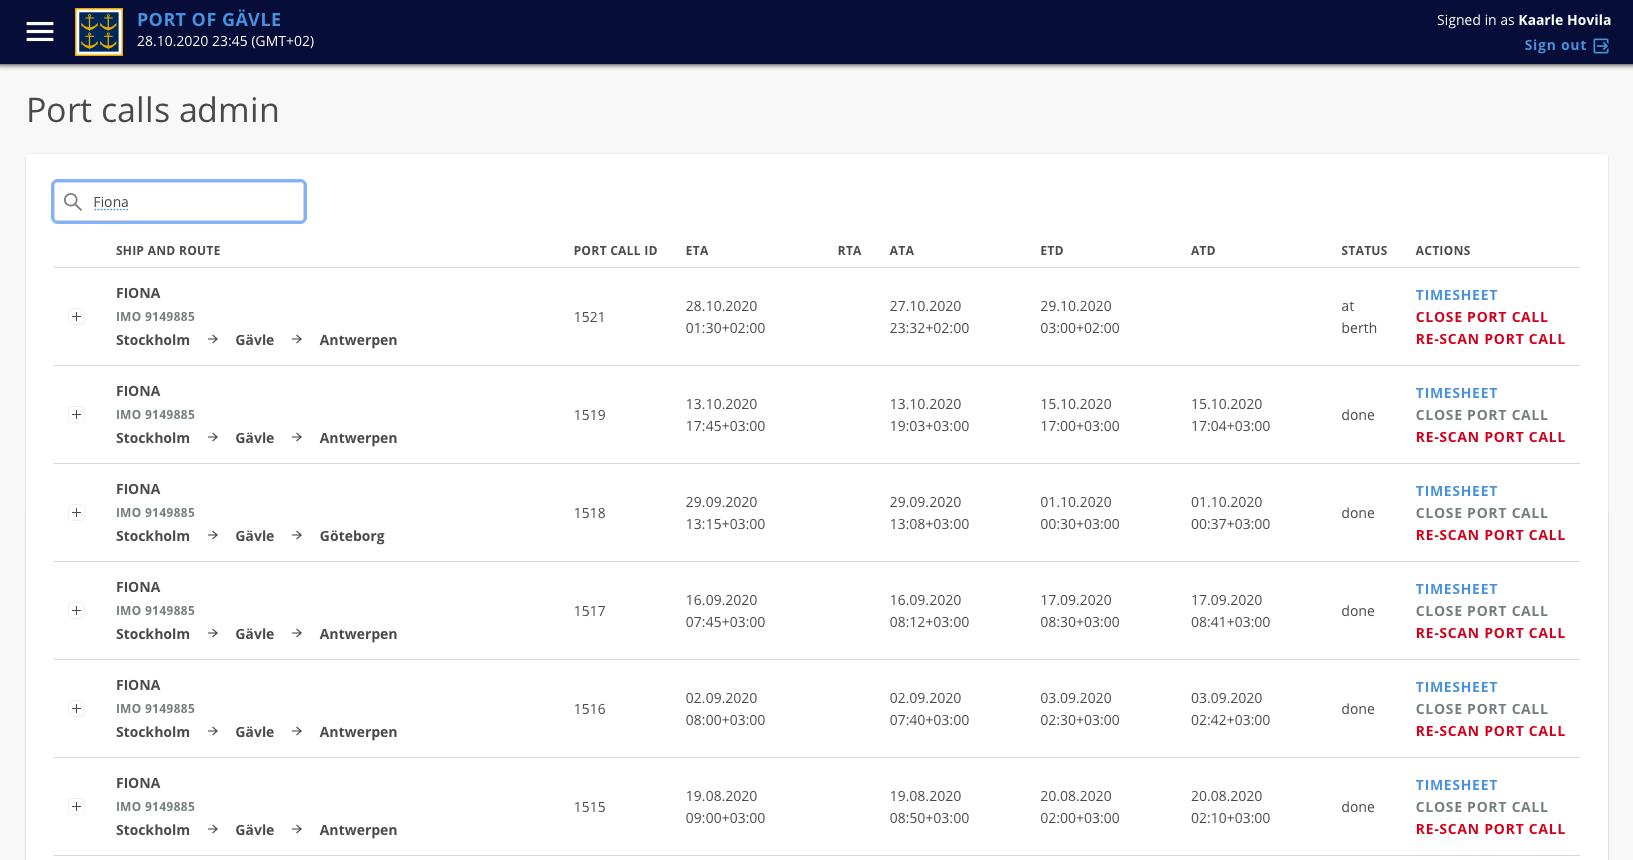 PORT OF GÄVLE
28.10.2020 23:45 (GMT+02)
Signed in as Kaarle Hovila
Sign out
Port calls admin
Fiona
SHIP AND ROUTE PORT CALL ID ETA RTA ATA ETD ATD STATUS ACTIONS
FIONA
IMO 9149885
Stockholm → Gävle → Antwerpen
1521
28.10.2020
01:30+02:00
27.10.2020
23:32+02:00
29.10.2020
03:00+02:00
at
berth
TIMESHEET
CLOSE PORT CALL
RE-SCAN PORT CALL
FIONA
IMO 9149885
Stockholm → Gävle → Antwerpen
1519
13.10.2020
17:45+03:00
13.10.2020
19:03+03:00
15.10.2020
17:00+03:00
15.10.2020
17:04+03:00
done
TIMESHEET
CLOSE PORT CALL
RE-SCAN PORT CALL
FIONA
IMO 9149885
Stockholm → Gävle → Göteborg
1518
29.09.2020
13:15+03:00
29.09.2020
13:08+03:00
01.10.2020
00:30+03:00
01.10.2020
00:37+03:00
done
TIMESHEET
CLOSE PORT CALL
RE-SCAN PORT CALL
FIONA
IMO 9149885
Stockholm → Gävle → Antwerpen
1517
16.09.2020
07:45+03:00
16.09.2020
08:12+03:00
17.09.2020
08:30+03:00
17.09.2020
08:41+03:00
done
TIMESHEET
CLOSE PORT CALL
RE-SCAN PORT CALL
FIONA
IMO 9149885
Stockholm → Gävle → Antwerpen
1516
02.09.2020
08:00+03:00
02.09.2020
07:40+03:00
03.09.2020
02:30+03:00
03.09.2020
02:42+03:00
done
TIMESHEET
CLOSE PORT CALL
RE-SCAN PORT CALL
FIONA
IMO 9149885
Stockholm → Gävle → Antwerpen
1515
19.08.2020
09:00+03:00
19.08.2020
08:50+03:00
20.08.2020
02:00+03:00
20.08.2020
02:10+03:00
done
TIMESHEET
CLOSE PORT CALL
RE-SCAN PORT CALL